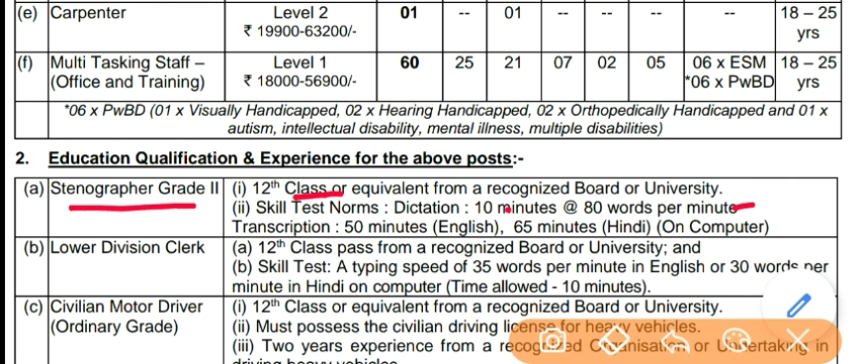 (e) Carpenter Level 2 01 -- 01 -- -- -- -- 18 – 25
₹ 19900-63200/- yrs
(f) Multi Tasking Staff – Level 1 60 25 21 07 02 05 06 x ESM 18 – 25
(Office and Training) ₹ 18000-56900/- *06 x PwBD yrs
*06 x PwBD (01 x Visually Handicapped, 02 x Hearing Handicapped, 02 x Orthopedically Handicapped and 01 x
autism, intellectual disability, mental illness, multiple disabilities)
2. Education Qualification & Experience for the above posts:-
(a) Stenographer Grade II (i) 12th Class or equivalent from a recognized Board or University.
(ii) Skill Test Norms : Dictation : 10 minutes @ 80 words per minute
Transcription : 50 minutes (English), 65 minutes (Hindi) (On Computer)
(b) Lower Division Clerk (a) 12th Class pass from a recognized Board or University; and
(b) Skill Test: A typing speed of 35 words per minute in English or 30 words per
minute in Hindi on computer (Time allowed - 10 minutes).
(c) Civilian Motor Driver (i) 12th Class or equivalent from a recognized Board or University.
(Ordinary Grade) (ii) Must possess the civilian driving license for heavy vehicles.
(iii) Two years experience from a recognized Organisation or Undertaking in
driving heavy vehicles